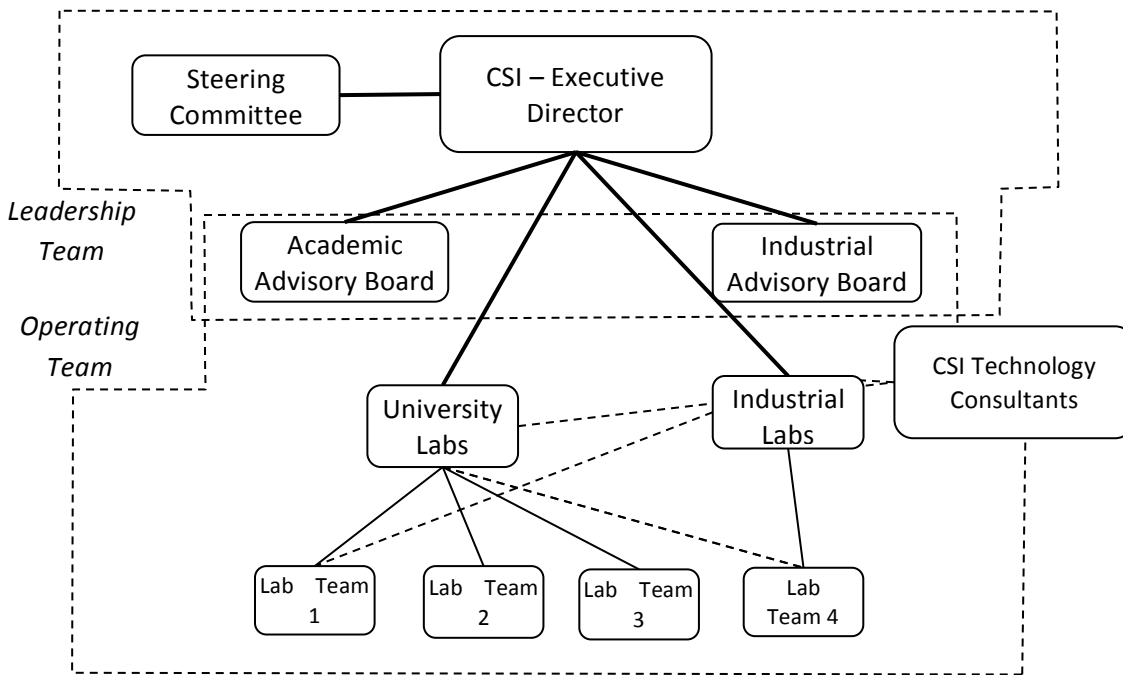 Steering
Committee
CSI – Executive
Director
Leadership
Team
Academic
Advisory Board
Industrial
Advisory Board
Operating
Team
CSI Technology
Consultants
University
Labs
Industrial
Labs
Lab Team
1
Lab Team
2
Lab Team
3
Lab
Team 4